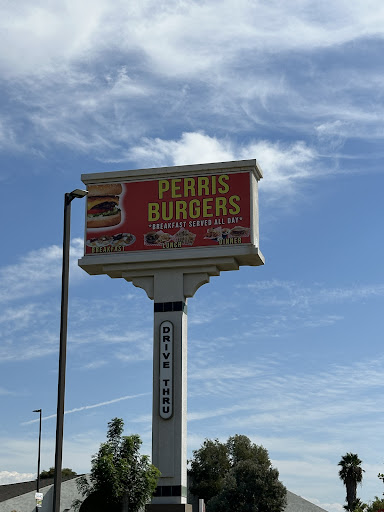 PERRIS
BURGERS
"BREAKFAST SERVED ALL DAY"
BREAKFAST
LUNCH
DINNER
DRIVE THRU